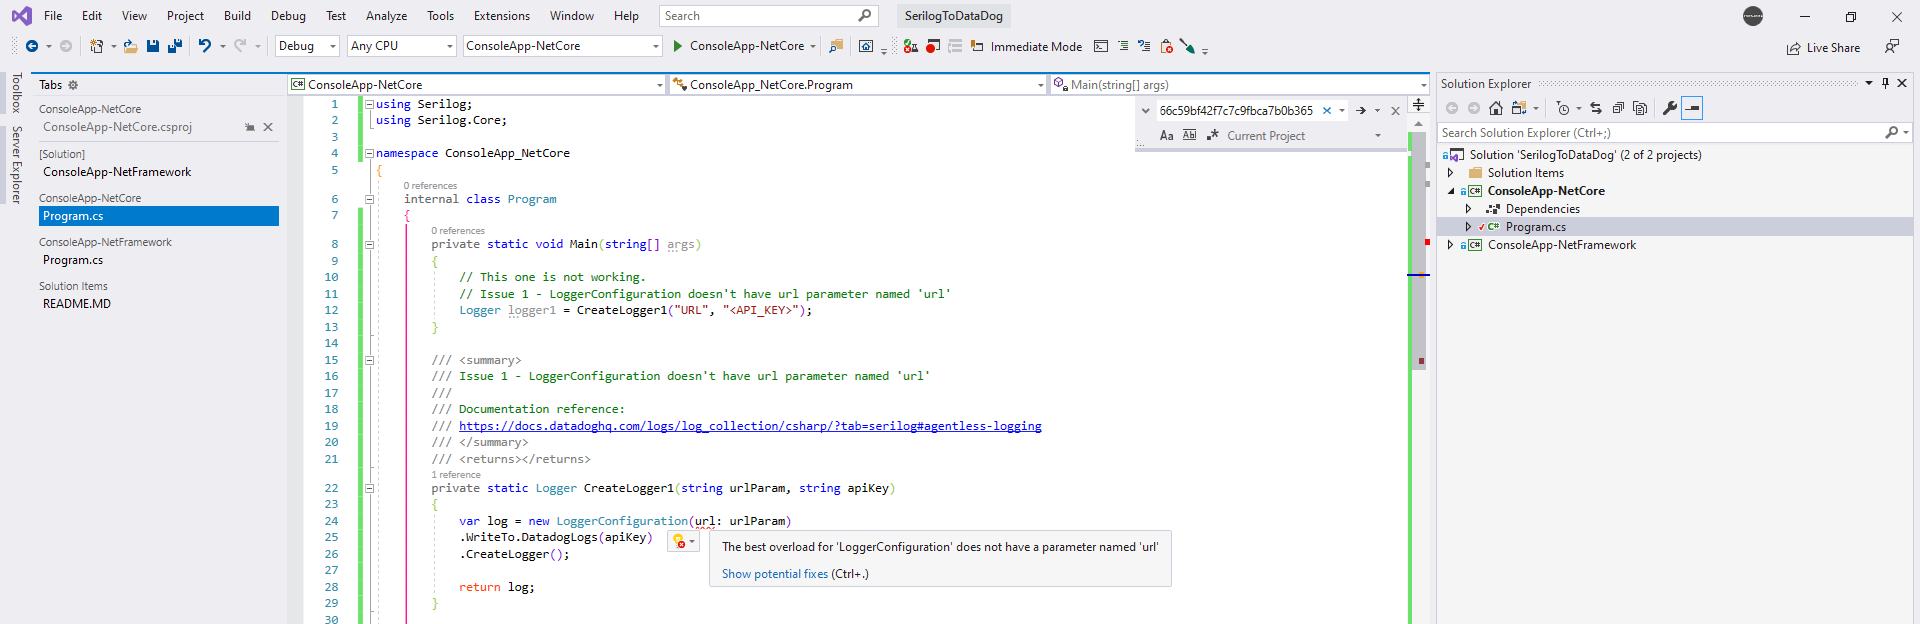 File Edit View Project Build Debug Test Analyze Tools Extensions Window Help Search SerilogToDataDog
Debug Any CPU ConsoleApp-NetCore ConsoleApp-NetCore Immediate Mode Live Share
Toolbox
Server Explorer
Tabs
ConsoleApp-NetCore
ConsoleApp-NetCore.csproj
[Solution]
ConsoleApp-NetFramework
ConsoleApp-NetCore
Program.cs
ConsoleApp-NetFramework
Program.cs
Solution Items
README.MD
C# ConsoleApp-NetCore ConsoleApp_NetCore.Program Main(string[] args)
66c59bf42f7c7c9fbca7b0b365
Aa Ab Current Project
1 using Serilog;
2 using Serilog.Core;
3
4 namespace ConsoleApp_NetCore
5 {
0 references
6 internal class Program
7 {
0 references
8 private static void Main(string[] args)
9 {
10 // This one is not working.
11 // Issue 1 - LoggerConfiguration doesn't have url parameter named 'url'
12 Logger logger1 = CreateLogger1("URL", "<API_KEY>");
13 }
14
15 /// <summary>
16 /// Issue 1 - LoggerConfiguration doesn't have url parameter named 'url'
17 ///
18 /// Documentation reference:
19 /// https://docs.datadoghq.com/logs/log_collection/csharp/?tab=serilog#agentless-logging
20 /// </summary>
21 /// <returns></returns>
1 reference
22 private static Logger CreateLogger1(string urlParam, string apiKey)
23 {
24 var log = new LoggerConfiguration(url: urlParam)
25 .WriteTo.DatadogLogs(apiKey)
26 .CreateLogger();
27
28 return log;
29 }
30
The best overload for 'LoggerConfiguration' does not have a parameter named 'url'
Show potential fixes (Ctrl+.)
Solution Explorer
Search Solution Explorer (Ctrl+;)
Solution 'SerilogToDataDog' (2 of 2 projects)
Solution Items
C# ConsoleApp-NetCore
Dependencies
C# Program.cs
C# ConsoleApp-NetFramework